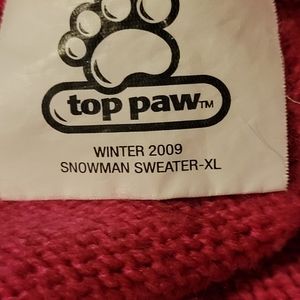 top paw™
WINTER 2009
SNOWMAN SWEATER-XL